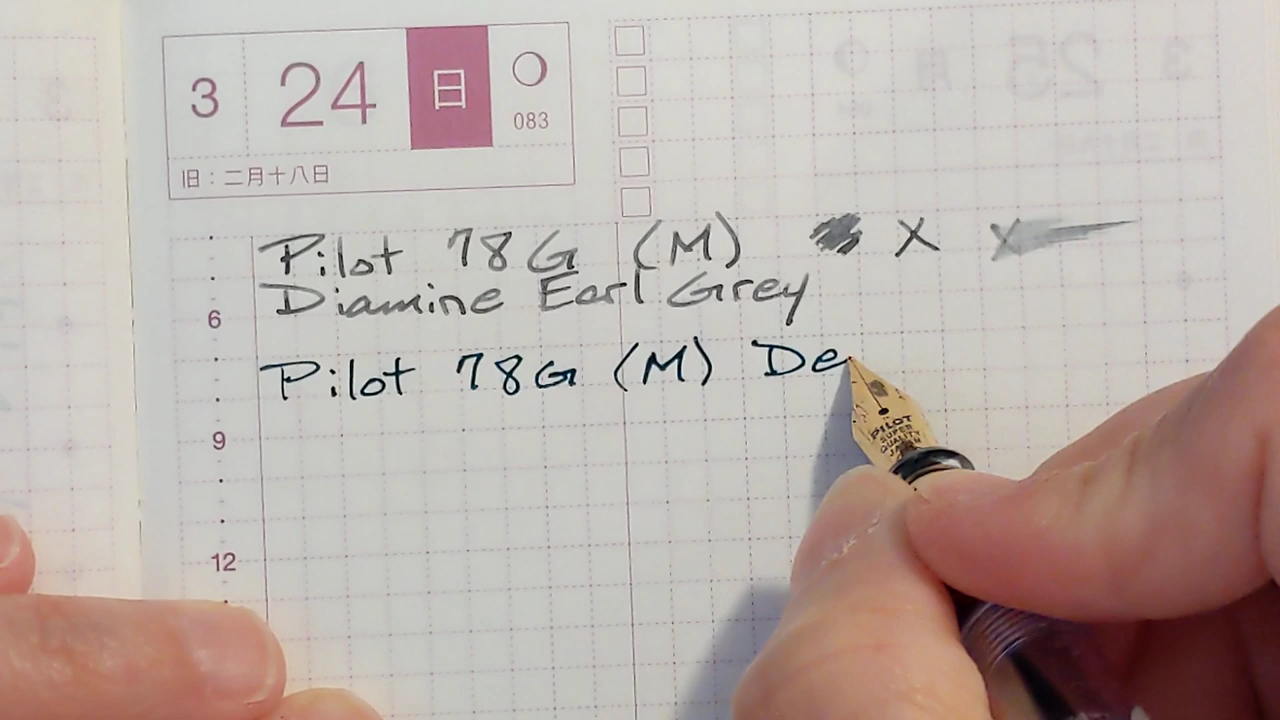 3 24 日
083
旧：二月十八日
Pilot 78G (M) X X
Diamine Earl Grey
6
Pilot 78G (M) De
PILOT
SUPER
QUALITY
JAPAN
9
12